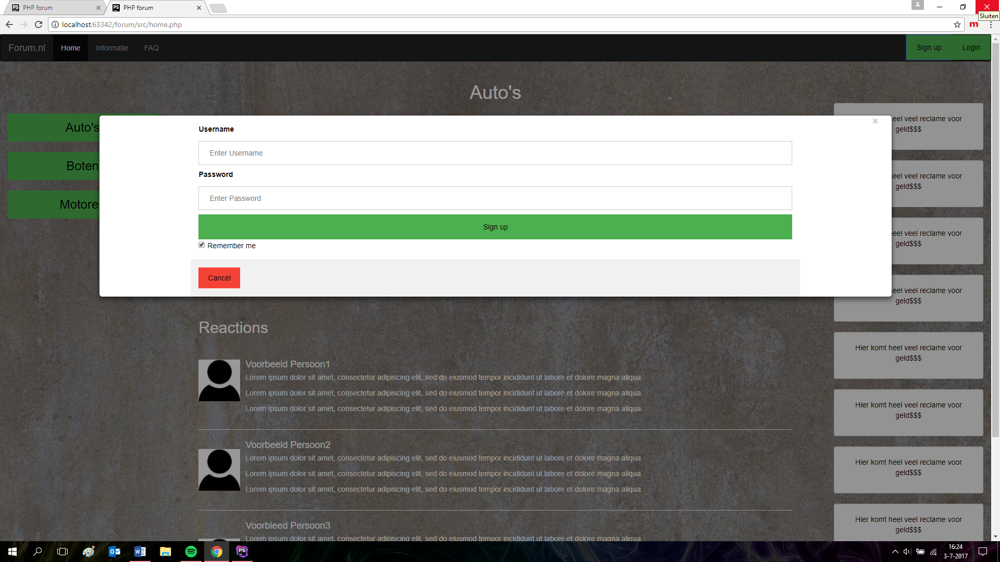 PHP forum
PHP forum
Sluiten
localhost:63342/forum/src/home.php
Forum.nl
Home
Informatie
FAQ
Sign up
Login
Auto's
Auto's
Boten
Motore
Username
Enter Username
Password
Enter Password
Sign up
Remember me
Cancel
×
eel veel reclame voor
geld$$$
eel veel reclame voor
geld$$$
eel veel reclame voor
geld$$$
eel veel reclame voor
geld$$$
Hier komt heel veel reclame voor
geld$$$
Hier komt heel veel reclame voor
geld$$$
Hier komt heel veel reclame voor
geld$$$
Hier komt heel veel reclame voor
geld$$$
Reactions
Voorbeeld Persoon1
Lorem ipsum dolor sit amet, consectetur adipiscing elit, sed do eiusmod tempor incididunt ut labore et dolore magna aliqua.
Lorem ipsum dolor sit amet, consectetur adipiscing elit, sed do eiusmod tempor incididunt ut labore et dolore magna aliqua.
Lorem ipsum dolor sit amet, consectetur adipiscing elit, sed do eiusmod tempor incididunt ut labore et dolore magna aliqua.
Voorbeeld Persoon2
Lorem ipsum dolor sit amet, consectetur adipiscing elit, sed do eiusmod tempor incididunt ut labore et dolore magna aliqua.
Lorem ipsum dolor sit amet, consectetur adipiscing elit, sed do eiusmod tempor incididunt ut labore et dolore magna aliqua.
Lorem ipsum dolor sit amet, consectetur adipiscing elit, sed do eiusmod tempor incididunt ut labore et dolore magna aliqua.
Voorbleed Persoon3
Lorem ipsum dolor sit amet, consectetur adipiscing elit, sed do eiusmod tempor incididunt ut labore et dolore magna aliqua.
16:24
3-7-2017